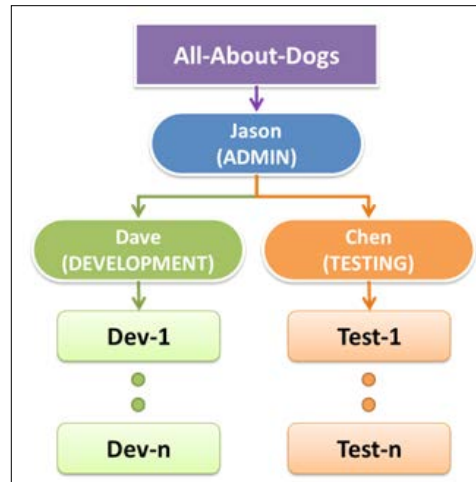 All-About-Dogs
Jason
(ADMIN)
Dave
(DEVELOPMENT)
Chen
(TESTING)
Dev-1
Test-1
Dev-n
Test-n